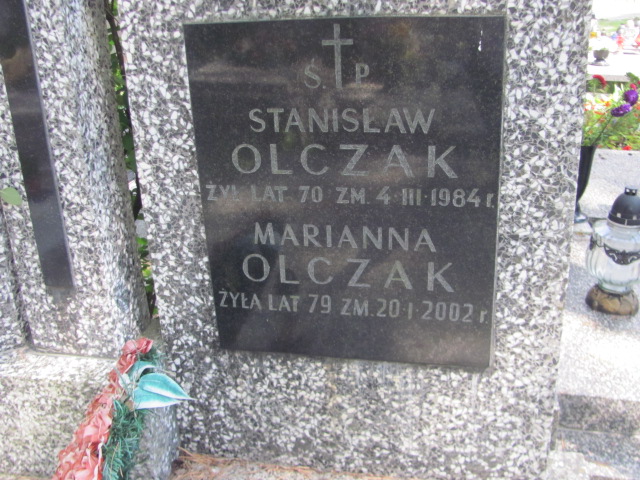 Ś P
STANISŁAW
OLCZAK
ŻYŁ LAT 70 ZM. 4·III·1984 r.
MARIANNA
OLCZAK
ŻYŁA LAT 79 ZM.20·I·2002 r.